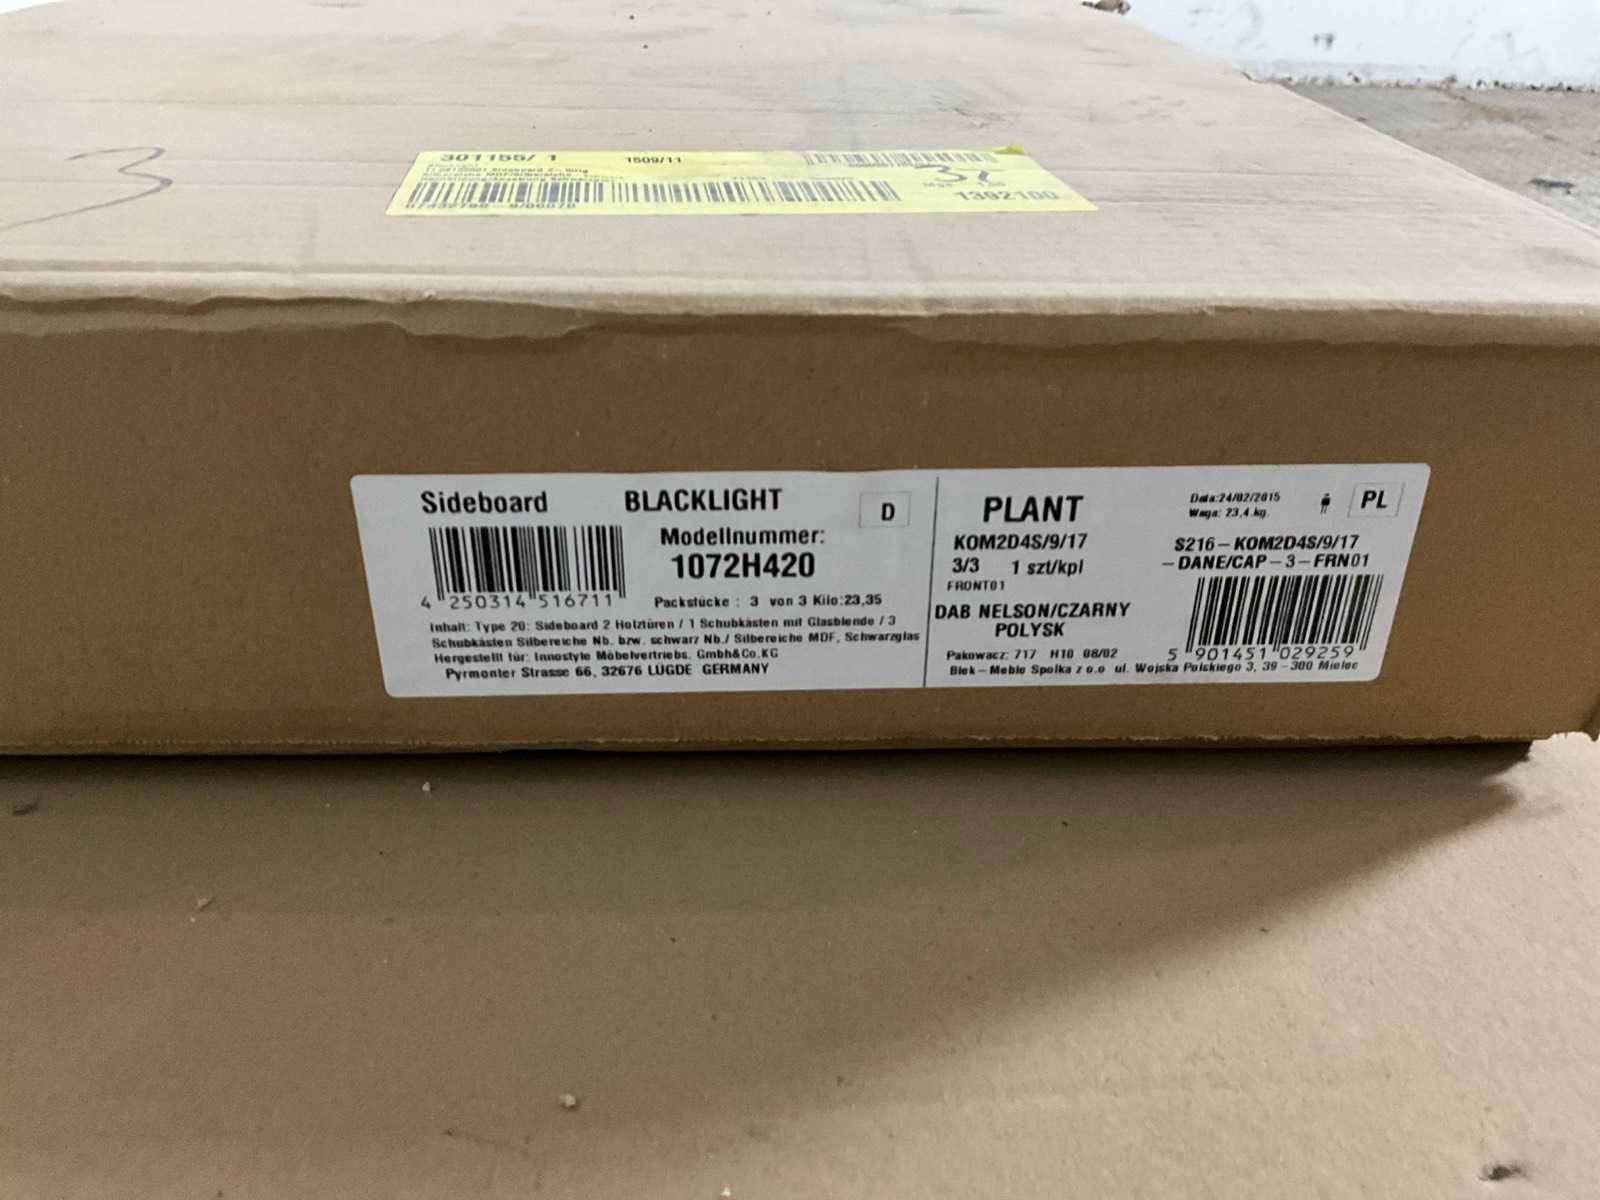 3
301155/ 1 1509/11
37
1392100
Sideboard BLACKLIGHT D
Modellnummer:
1072H420
4 250314 516711
Packstücke : 3 von 3 Kilo:23,35
Inhalt: Type 20: Sideboard 2 Holztüren / 1 Schubkästen mit Glasblende / 3
Schubkästen Silbereiche Nb. bzw. schwarz Nb./ Silbereiche MDF, Schwarzglas
Hergestellt für: Innostyle Möbelvertriebs. GmbH&Co.KG
Pyrmonter Strasse 66, 32676 LÜGDE GERMANY
PLANT
Data:24/02/2015
Waga: 23,4 kg.
PL
KOM2D4S/9/17
3/3 1 szt/kpl
FRONT01
S216-KOM2D4S/9/17
-DANE/CAP-3-FRN01
DAB NELSON/CZARNY
POLYSK
Pakowacz: 717 H10 08/02
5 901451 029259
Blek-Meble Spolka z o.o ul. Wojska Polskiego 3, 39-300 Mielec